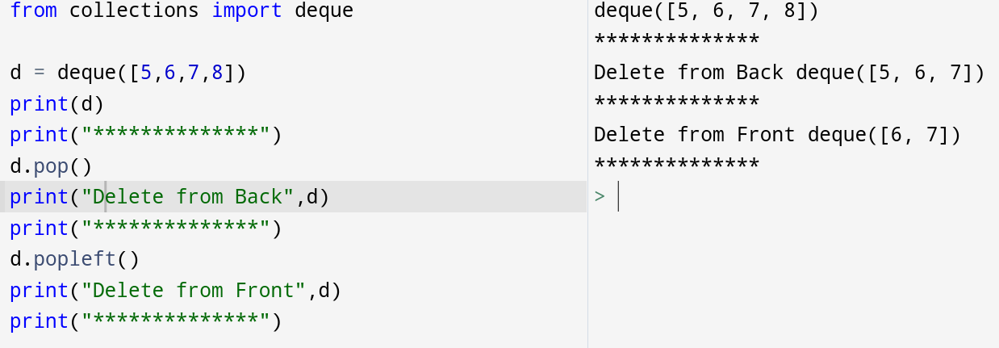 from collections import deque
d = deque([5,6,7,8])
print(d)
print("**************")
d.pop()
print("Delete from Back",d)
print("**************")
d.popleft()
print("Delete from Front",d)
print("**************")
deque([5, 6, 7, 8])
**************
Delete from Back deque([5, 6, 7])
**************
Delete from Front deque([6, 7])
**************
>